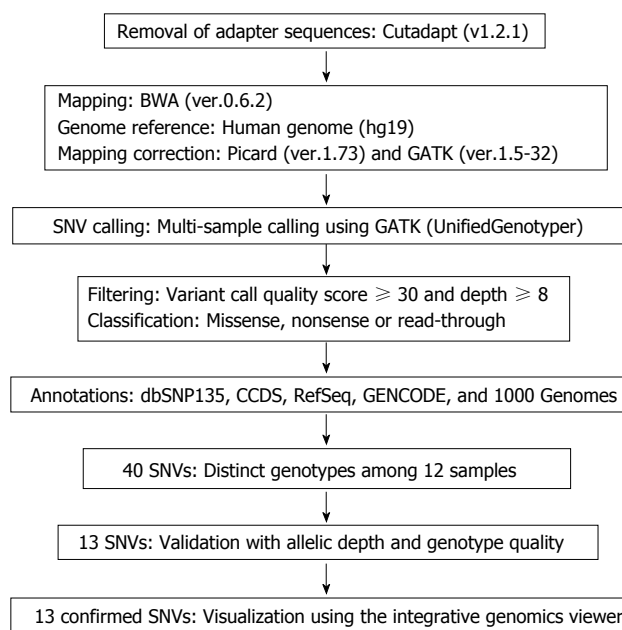 Removal of adapter sequences: Cutadapt (v1.2.1)
Mapping: BWA (ver.0.6.2)
Genome reference: Human genome (hg19)
Mapping correction: Picard (ver.1.73) and GATK (ver.1.5-32)
SNV calling: Multi-sample calling using GATK (UnifiedGenotyper)
Filtering: Variant call quality score ⩾ 30 and depth ⩾ 8
Classification: Missense, nonsense or read-through
Annotations: dbSNP135, CCDS, RefSeq, GENCODE, and 1000 Genomes
40 SNVs: Distinct genotypes among 12 samples
13 SNVs: Validation with allelic depth and genotype quality
13 confirmed SNVs: Visualization using the integrative genomics viewer